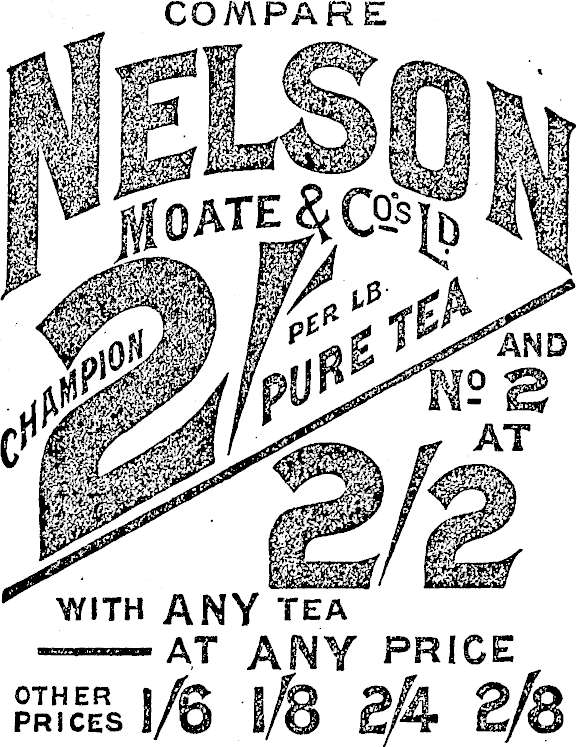 COMPARE
NELSON
MOATE & Co's LD
CHAMPION 2/- PER LB. PURE TEA
AND
No 2
AT
2/2
WITH ANY TEA
AT ANY PRICE
OTHER PRICES 1/6 1/8 2/4 2/8